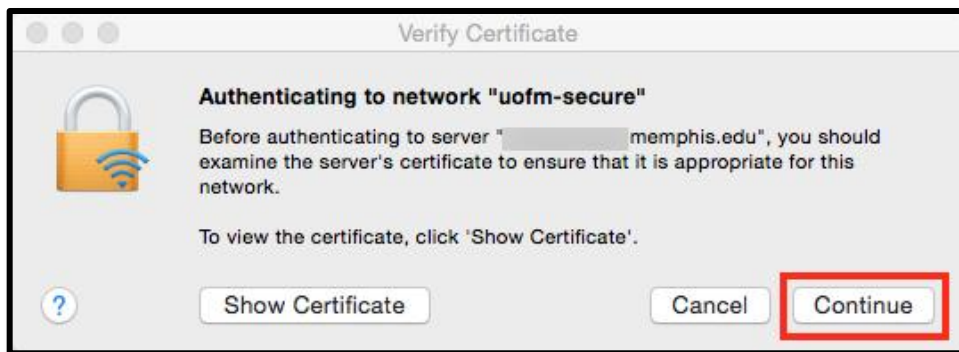 Verify Certificate
Authenticating to network "uofm-secure"
Before authenticating to server " memphis.edu", you should
examine the server's certificate to ensure that it is appropriate for this
network.
To view the certificate, click 'Show Certificate'.
?
Show Certificate
Cancel
Continue